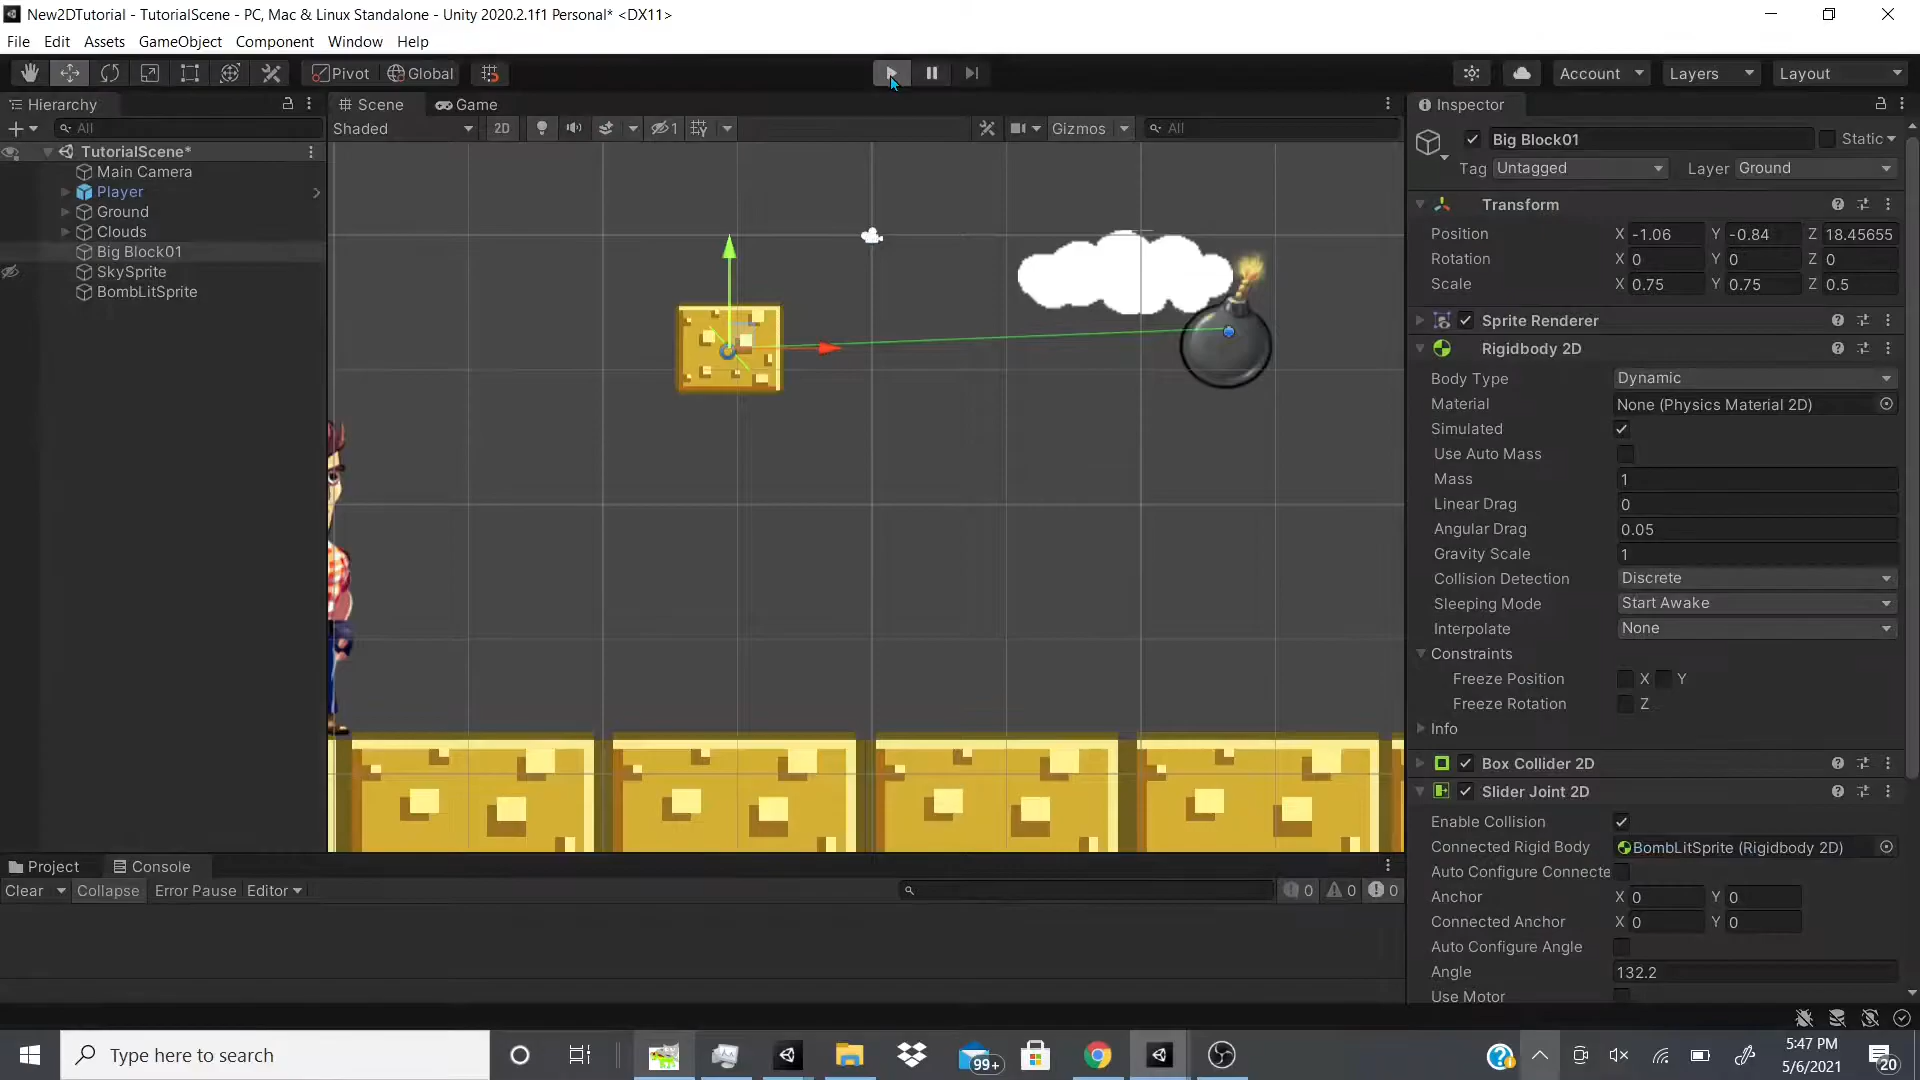 New2DTutorial - TutorialScene - PC, Mac & Linux Standalone - Unity 2020.2.1f1 Personal* <DX11>
File Edit Assets GameObject Component Window Help
Pivot Global Account Layers Layout
Hierarchy
All
TutorialScene*
Main Camera
Player
Ground
Clouds
Big Block01
SkySprite
BombLitSprite
Scene Game
Shaded 2D 1 Gizmos All
Inspector
Big Block01 Static
Tag Untagged Layer Ground
Transform
Position X -1.06 Y -0.84 Z 18.45655
Rotation X 0 Y 0 Z 0
Scale X 0.75 Y 0.75 Z 0.5
Sprite Renderer
Rigidbody 2D
Body Type Dynamic
Material None (Physics Material 2D)
Simulated
Use Auto Mass
Mass 1
Linear Drag 0
Angular Drag 0.05
Gravity Scale 1
Collision Detection Discrete
Sleeping Mode Start Awake
Interpolate None
Constraints
Freeze Position X Y
Freeze Rotation Z
Info
Box Collider 2D
Slider Joint 2D
Enable Collision
Connected Rigid Body BombLitSprite (Rigidbody 2D)
Auto Configure Connecte
Anchor X 0 Y 0
Connected Anchor X 0 Y 0
Auto Configure Angle
Angle 132.2
Use Motor
Project Console
Clear Collapse Error Pause Editor 0 0 0
Type here to search
99+
5:47 PM
5/6/2021
20